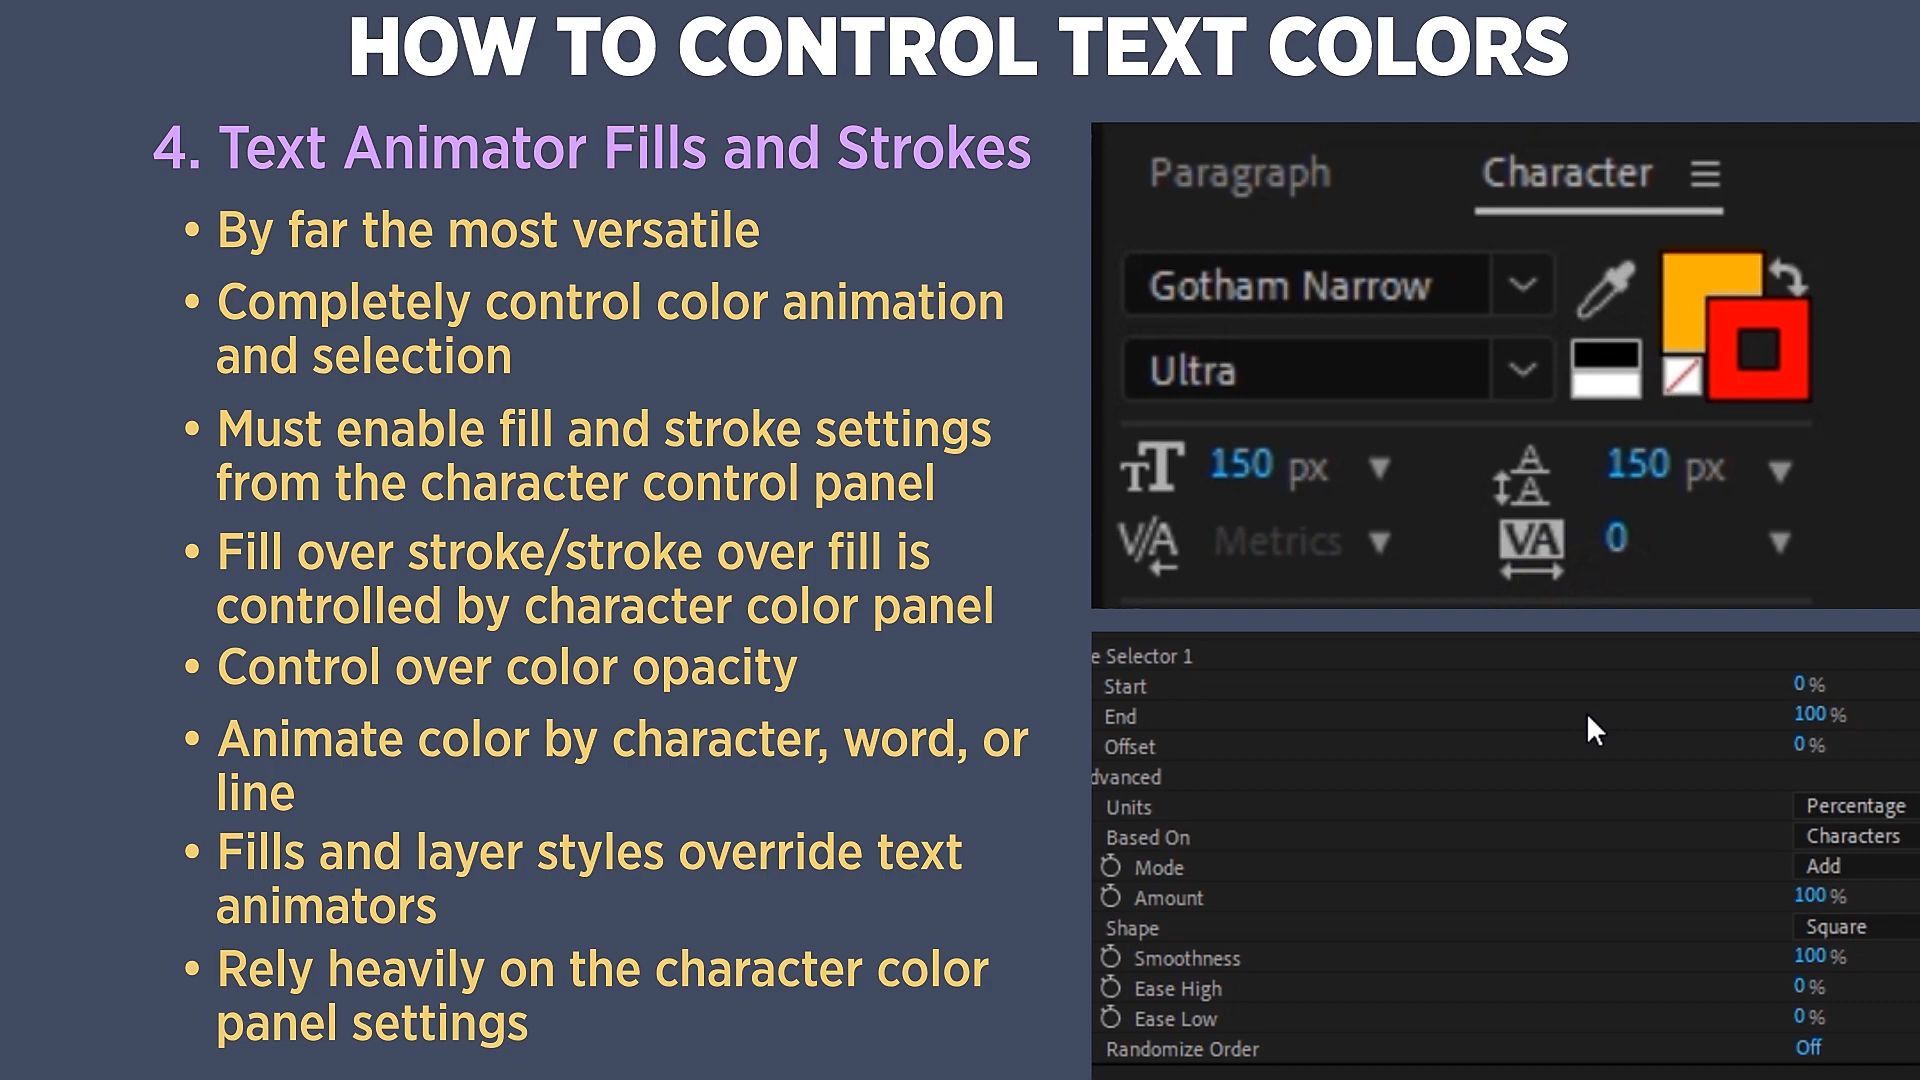 HOW TO CONTROL TEXT COLORS
4. Text Animator Fills and Strokes
• By far the most versatile
• Completely control color animation
and selection
• Must enable fill and stroke settings
from the character control panel
• Fill over stroke/stroke over fill is
controlled by character color panel
• Control over color opacity
• Animate color by character, word, or
line
• Fills and layer styles override text
animators
• Rely heavily on the character color
panel settings
Paragraph Character
Gotham Narrow
Ultra
150 px 150 px
Metrics 0
e Selector 1
Start 0 %
End 100 %
Offset 0 %
dvanced
Units Percentage
Based On Characters
Mode Add
Amount 100 %
Shape Square
Smoothness 100 %
Ease High 0 %
Ease Low 0 %
Randomize Order Off